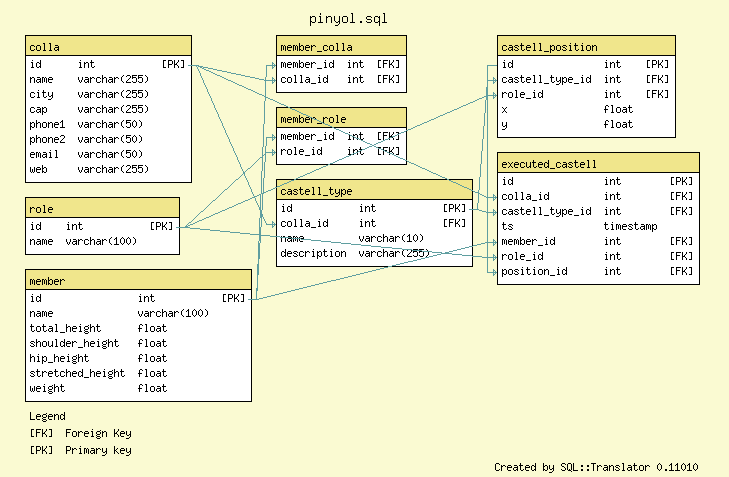 pinyol.sql
colla
id int [PK]
name varchar(255)
city varchar(255)
cap varchar(255)
phone1 varchar(50)
phone2 varchar(50)
email varchar(50)
web varchar(255)
role
id int [PK]
name varchar(100)
member
id int [PK]
name varchar(100)
total_height float
shoulder_height float
hip_height float
stretched_height float
weight float
member_colla
member_id int [FK]
colla_id int [FK]
member_role
member_id int [FK]
role_id int [FK]
castell_type
id int [PK]
colla_id int [FK]
name varchar(10)
description varchar(255)
castell_position
id int [PK]
castell_type_id int [FK]
role_id int [FK]
x float
y float
executed_castell
id int [PK]
colla_id int [FK]
castell_type_id int [FK]
ts timestamp
member_id int [FK]
role_id int [FK]
position_id int [FK]
Legend
[FK] Foreign Key
[PK] Primary key
Created by SQL::Translator 0.11010